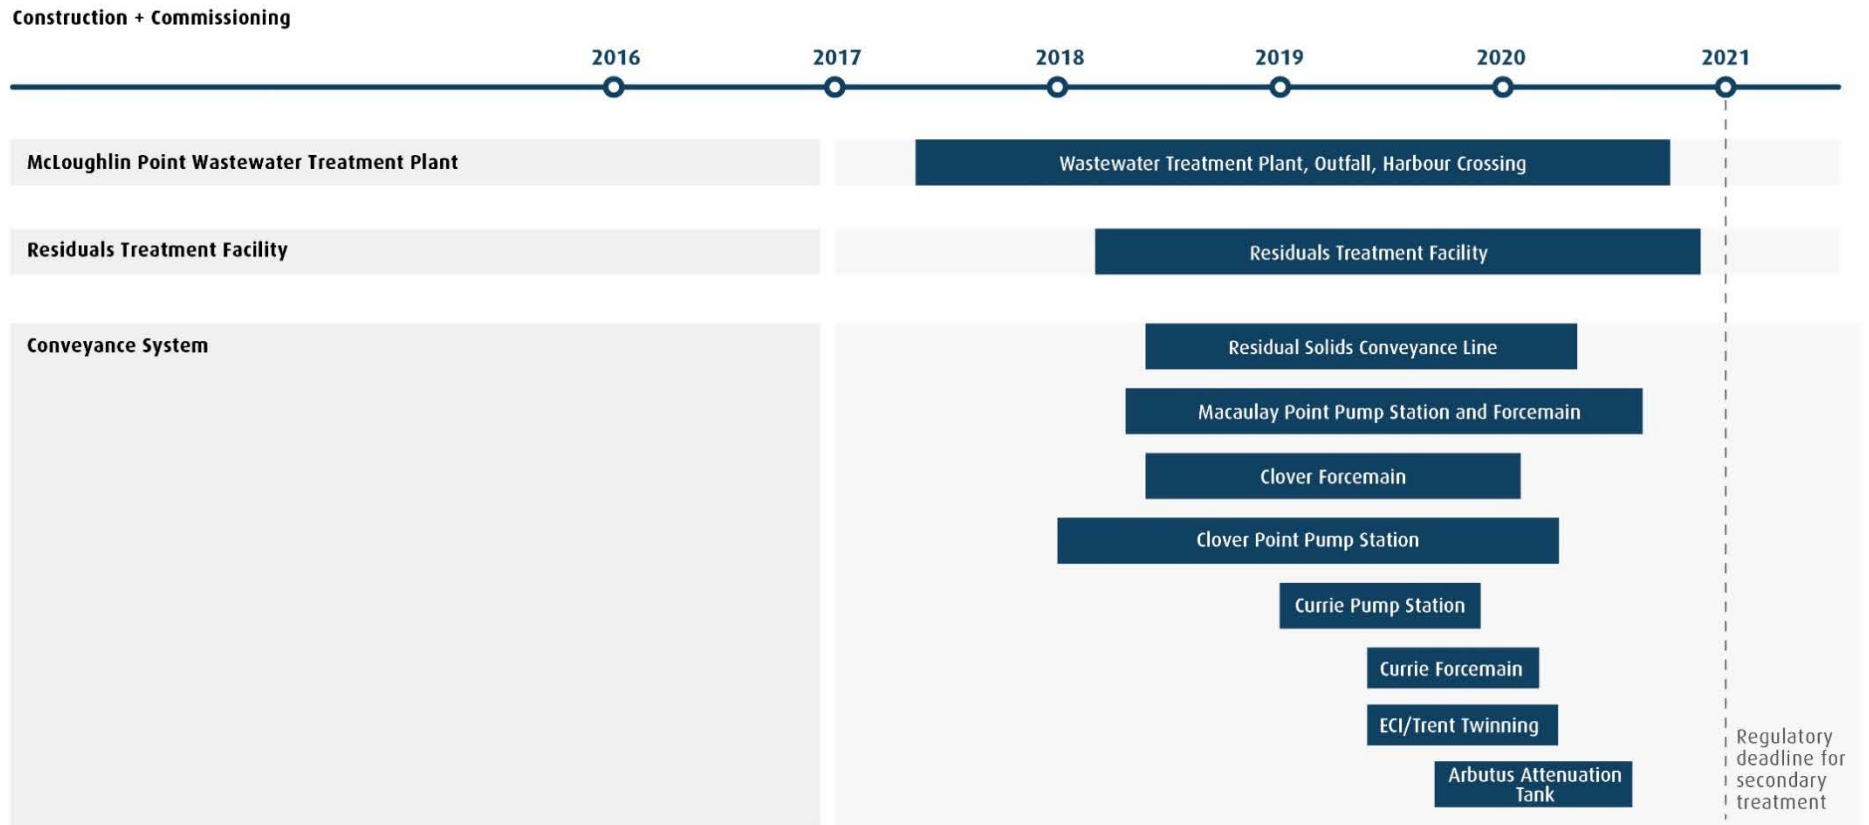 Construction + Commissioning
2016 2017 2018 2019 2020 2021
McLoughlin Point Wastewater Treatment Plant
Wastewater Treatment Plant, Outfall, Harbour Crossing
Residuals Treatment Facility
Residuals Treatment Facility
Conveyance System
Residual Solids Conveyance Line
Macaulay Point Pump Station and Forcemain
Clover Forcemain
Clover Point Pump Station
Currie Pump Station
Currie Forcemain
ECI/Trent Twinning
Arbutus Attenuation
Tank
Regulatory
deadline for
secondary
treatment